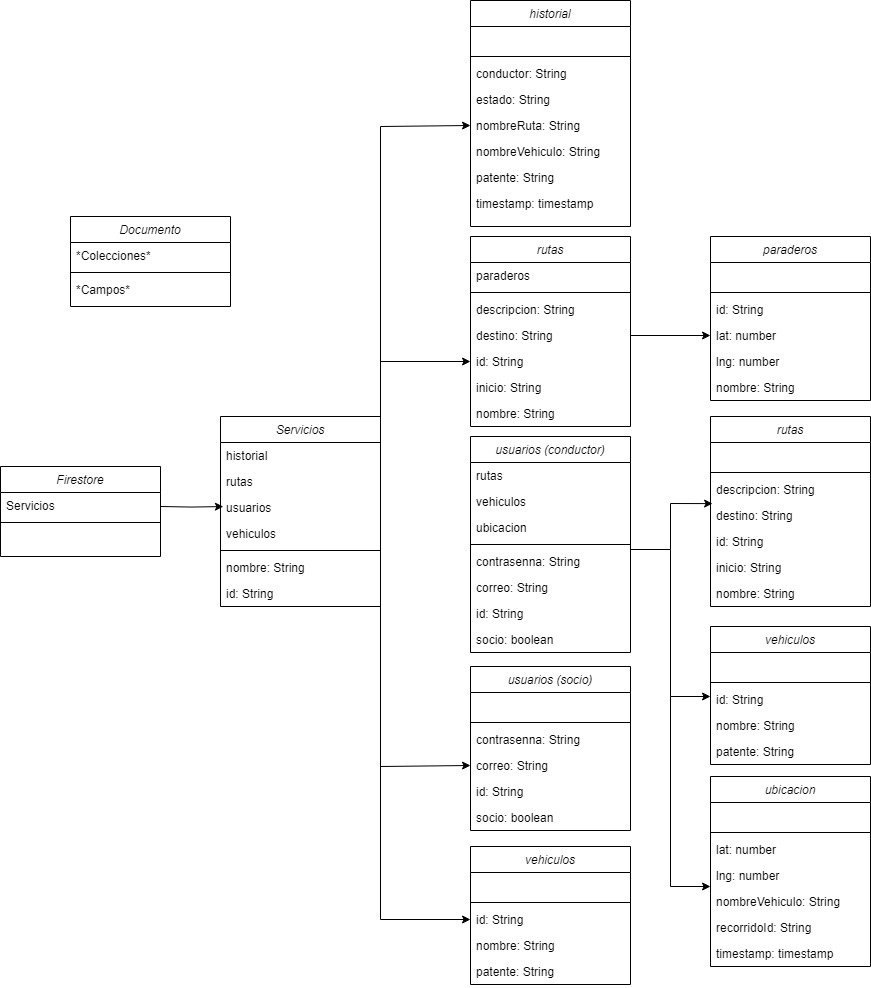 historial
conductor: String
estado: String
nombreRuta: String
nombreVehiculo: String
patente: String
timestamp: timestamp
Documento
*Colecciones*
*Campos*
rutas
paraderos
descripcion: String
destino: String
id: String
inicio: String
nombre: String
paraderos
id: String
lat: number
lng: number
nombre: String
Firestore
Servicios
Servicios
historial
rutas
usuarios
vehiculos
nombre: String
id: String
usuarios (conductor)
rutas
vehiculos
ubicacion
contrasenna: String
correo: String
id: String
socio: boolean
rutas
descripcion: String
destino: String
id: String
inicio: String
nombre: String
usuarios (socio)
contrasenna: String
correo: String
id: String
socio: boolean
vehiculos
id: String
nombre: String
patente: String
vehiculos
id: String
nombre: String
patente: String
ubicacion
lat: number
lng: number
nombreVehiculo: String
recorridoId: String
timestamp: timestamp